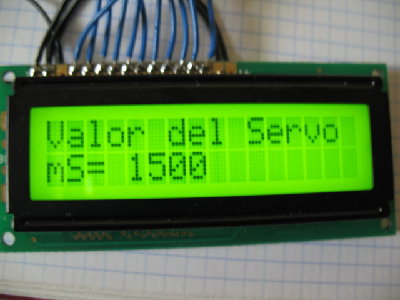 Valor del Servo
mS= 1500